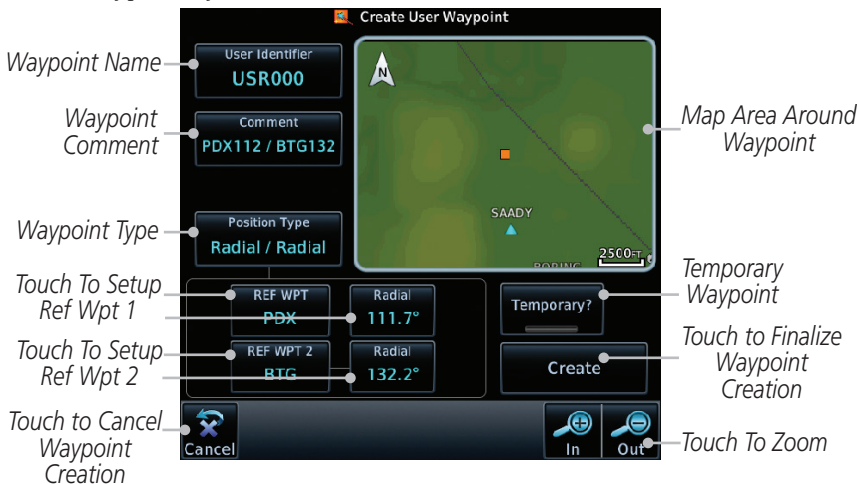 Create User Waypoint
Waypoint Name
User Identifier
USR000
N
Waypoint
Comment
Comment
PDX112 / BTG132
Map Area Around
Waypoint
Waypoint Type
Position Type
Radial / Radial
SAADY
BORING
2500FT
Touch To Setup
Ref Wpt 1
REF WPT
PDX
Radial
111.7°
Temporary?
Temporary
Waypoint
Touch To Setup
Ref Wpt 2
REF WPT 2
BTG
Radial
132.2°
Create
Touch to Finalize
Waypoint
Creation
Touch to Cancel
Waypoint
Creation
Cancel
In
Out
Touch To Zoom